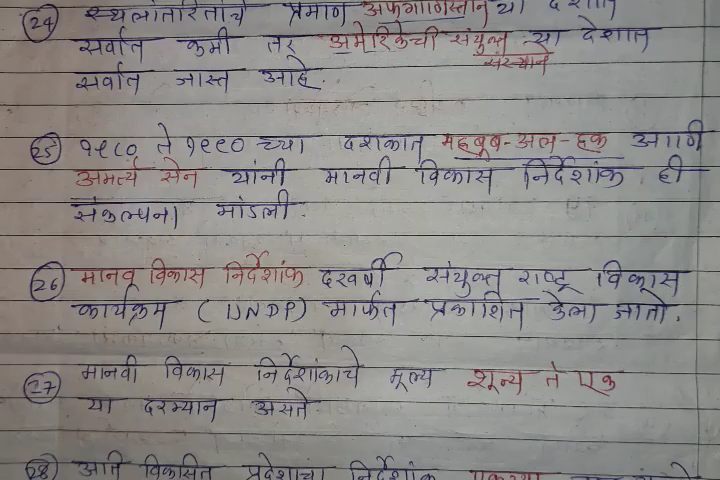 (24) स्थलांतरितांचे प्रमाण अफगाणिस्तान या देशात
सर्वात कमी तर अमेरिकेची संयुक्त या देशात
संस्थान
सर्वात जास्त आहे.
(25) १९८० ते १९९० च्या दशकात महबूब-अल-हक आणि
अमर्त्य सेन यांनी मानवी विकास निर्देशांक ही
संकल्पना मांडली.
(26) मानव विकास निर्देशांक दरवर्षी संयुक्त राष्ट्र विकास
कार्यक्रम (UNDP) मार्फत प्रकाशित केला जातो.
(27) मानवी विकास निर्देशांकाचे मूल्य शून्य ते एक
या दरम्यान असते.
(28) अति विकसित प्रदेशाचा निर्देशांक एकच्या